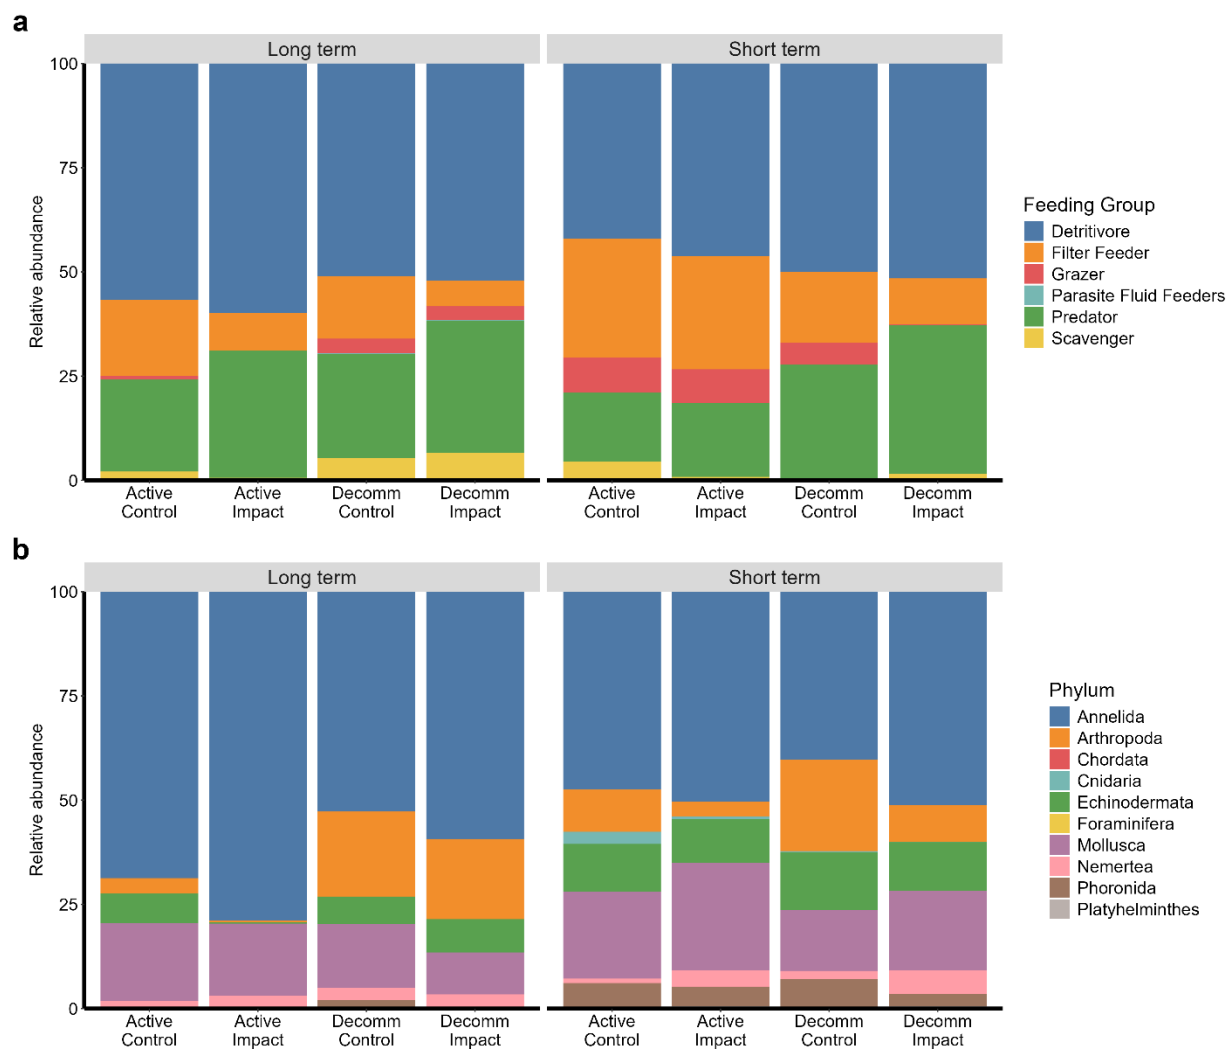 a
Long term
Short term
Relative abundance
100
75
50
25
0
Active
Control
Active
Impact
Decomm
Control
Decomm
Impact
Active
Control
Active
Impact
Decomm
Control
Decomm
Impact
Feeding Group
Detritivore
Filter Feeder
Grazer
Parasite Fluid Feeders
Predator
Scavenger
b
Long term
Short term
Relative abundance
100
75
50
25
0
Active
Control
Active
Impact
Decomm
Control
Decomm
Impact
Active
Control
Active
Impact
Decomm
Control
Decomm
Impact
Phylum
Annelida
Arthropoda
Chordata
Cnidaria
Echinodermata
Foraminifera
Mollusca
Nemertea
Phoronida
Platyhelminthes